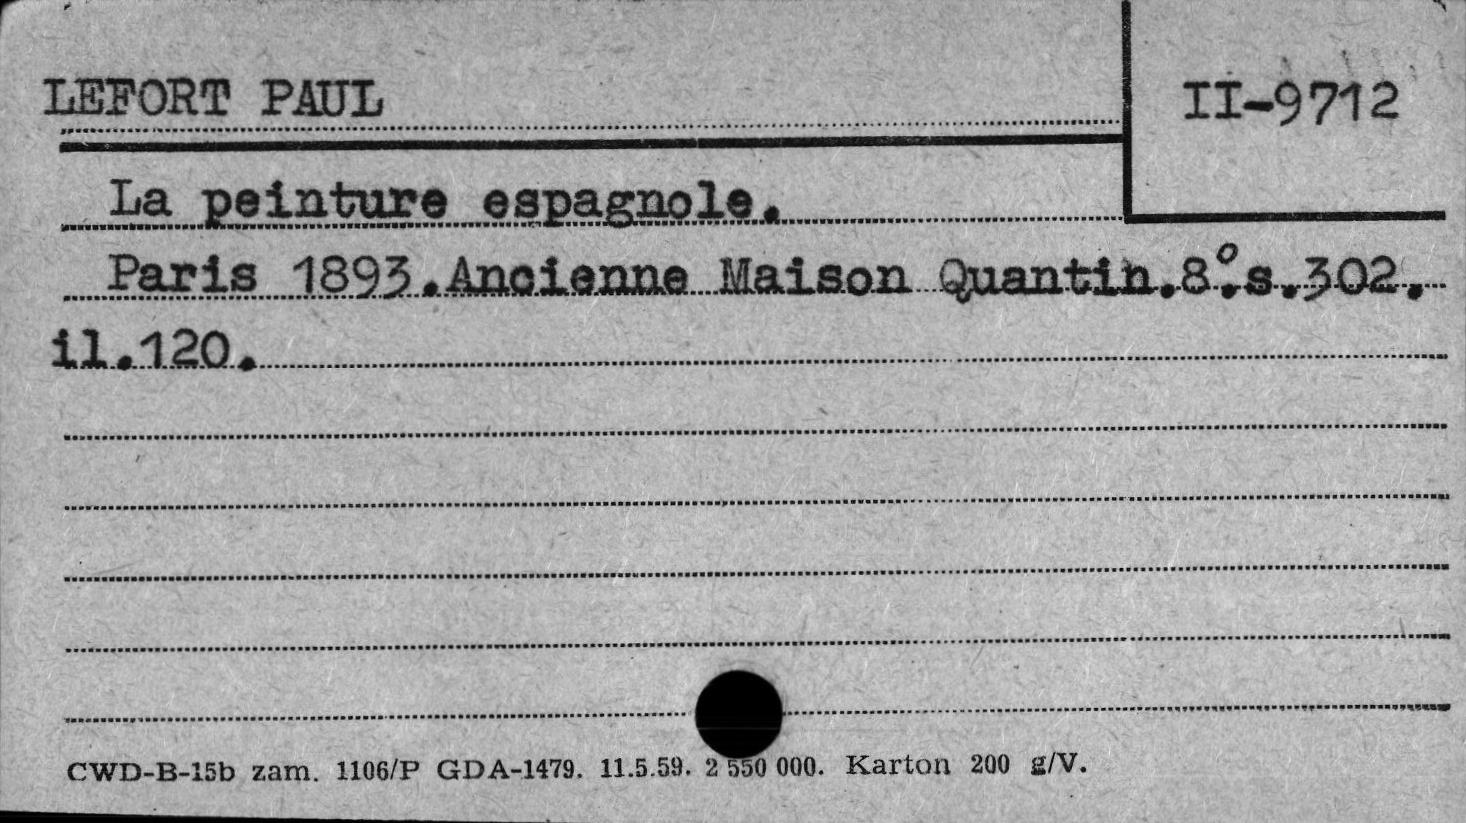 LEFORT PAUL
II-9712
La peinture espagnole.
Paris 1893.Ancienne Maison Quantin.8°.s.302.
il.120.
CWD-B-15b zam. 1106/P GDA-1479. 11.5.59. 2 550 000. Karton 200 g/V.